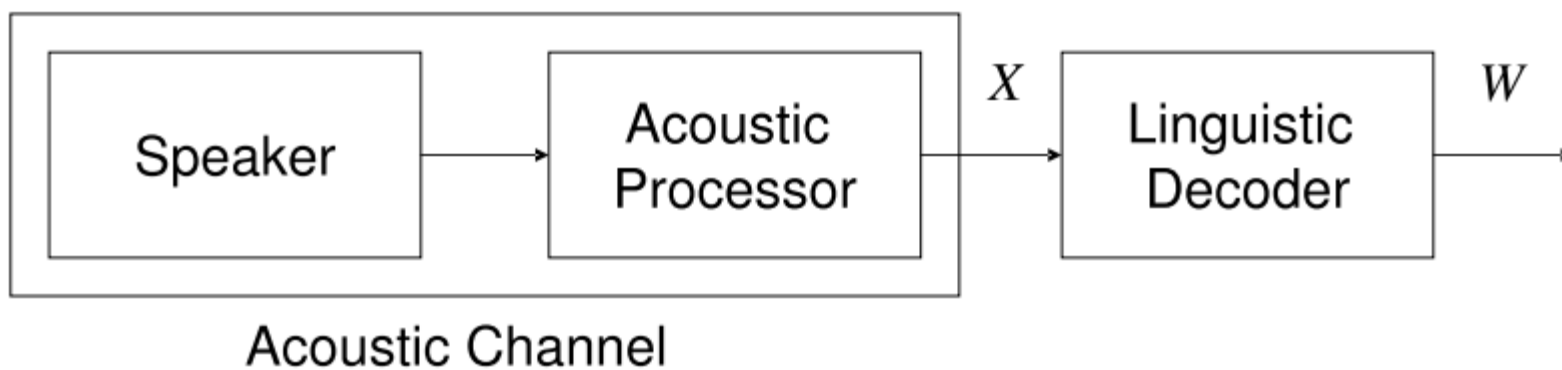 Speaker
Acoustic
Processor
X
Linguistic
Decoder
W
Acoustic Channel